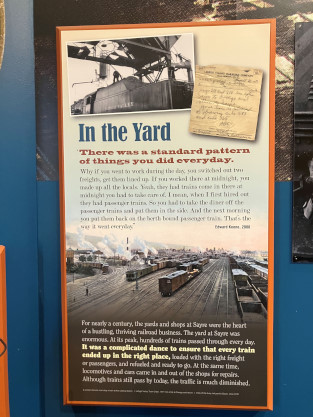 In the Yard
There was a standard pattern
of things you did everyday.
Why if you went to work during the day, you switched out two
freights, get them lined up. If you worked there at midnight, you
made up all the locals. Yeah, they had trains come in there at
midnight you had to take care of. I mean, when I first hired out
they had passenger trains. So you had to take the diner off the
passenger trains and put them in the side. And the next morning
you put them back on the north bound passenger train. That's the
way it went everyday."
Edward Keene, 2006
For nearly a century, the yards and shops at Sayre were the heart
of a bustling, thriving railroad business. The yard at Sayre was
enormous. At its peak, hundreds of trains passed through every day.
It was a complicated dance to ensure that every train
ended up in the right place, loaded with the right freight
or passengers, and refueled and ready to go. At the same time,
locomotives and cars came in and out of the shops for repairs.
Although trains still pass by today, the traffic is much diminished.